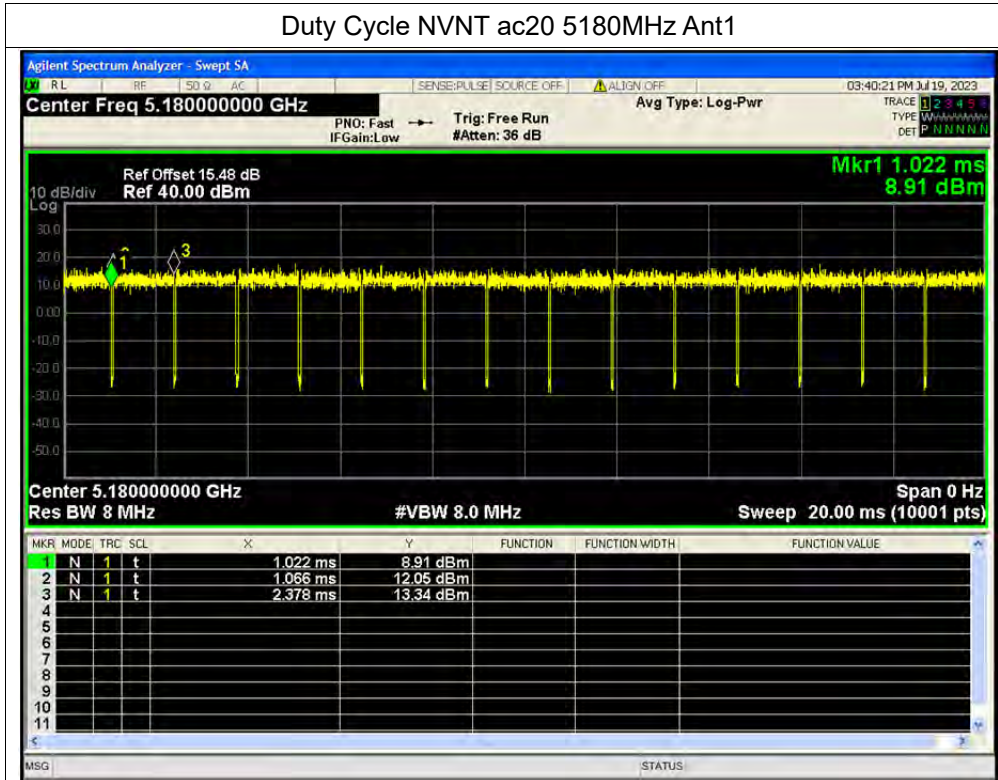 Duty Cycle NVNT ac20 5180MHz Ant1
Agilent Spectrum Analyzer - Swept SA
RL RF 50 Ω AC SENSE:PULSE SOURCE OFF ALIGN OFF 03:40:21 PM Jul 19, 2023
Center Freq 5.180000000 GHz Avg Type: Log-Pwr TRACE 1 2 3 4 5 6
PNO: Fast Trig: Free Run TYPE
IFGain:Low #Atten: 36 dB DET P N N N N N
Mkr1 1.022 ms
Ref Offset 15.48 dB 8.91 dBm
10 dB/div Ref 40.00 dBm
Log
30.0
20.0
10.0
0.00
-10.0
-20.0
-30.0
-40.0
-50.0
1
3
Center 5.180000000 GHz Span 0 Hz
Res BW 8 MHz #VBW 8.0 MHz Sweep 20.00 ms (10001 pts)
MKR MODE TRC SCL X Y FUNCTION FUNCTION WIDTH FUNCTION VALUE
1 N 1 t 1.022 ms 8.91 dBm
2 N 1 t 1.066 ms 12.05 dBm
3 N 1 t 2.378 ms 13.34 dBm
4
5
6
7
8
9
10
11
MSG STATUS